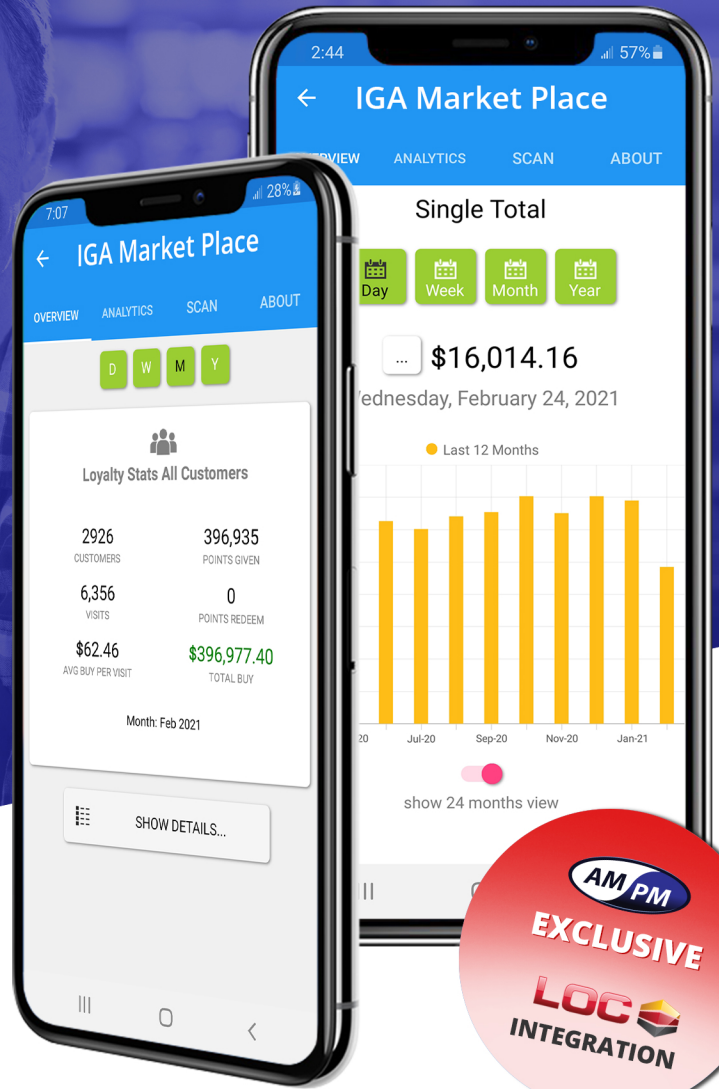 7:07
28%
IGA Market Place
OVERVIEW ANALYTICS SCAN ABOUT
D W M Y
Loyalty Stats All Customers
2926 396,935
CUSTOMERS POINTS GIVEN
6,356 0
VISITS POINTS REDEEM
$62.46 $396,977.40
AVG BUY PER VISIT TOTAL BUY
Month: Feb 2021
SHOW DETAILS...
2:44
57%
IGA Market Place
ANALYTICS SCAN ABOUT
Single Total
Day Week Month Year
... $16,014.16
February 24, 2021
Last 12 Months
Jul-20 Sep-20 Nov-20 Jan-21
show 24 months view
AM/PM
EXCLUSIVE
LOC
INTEGRATION